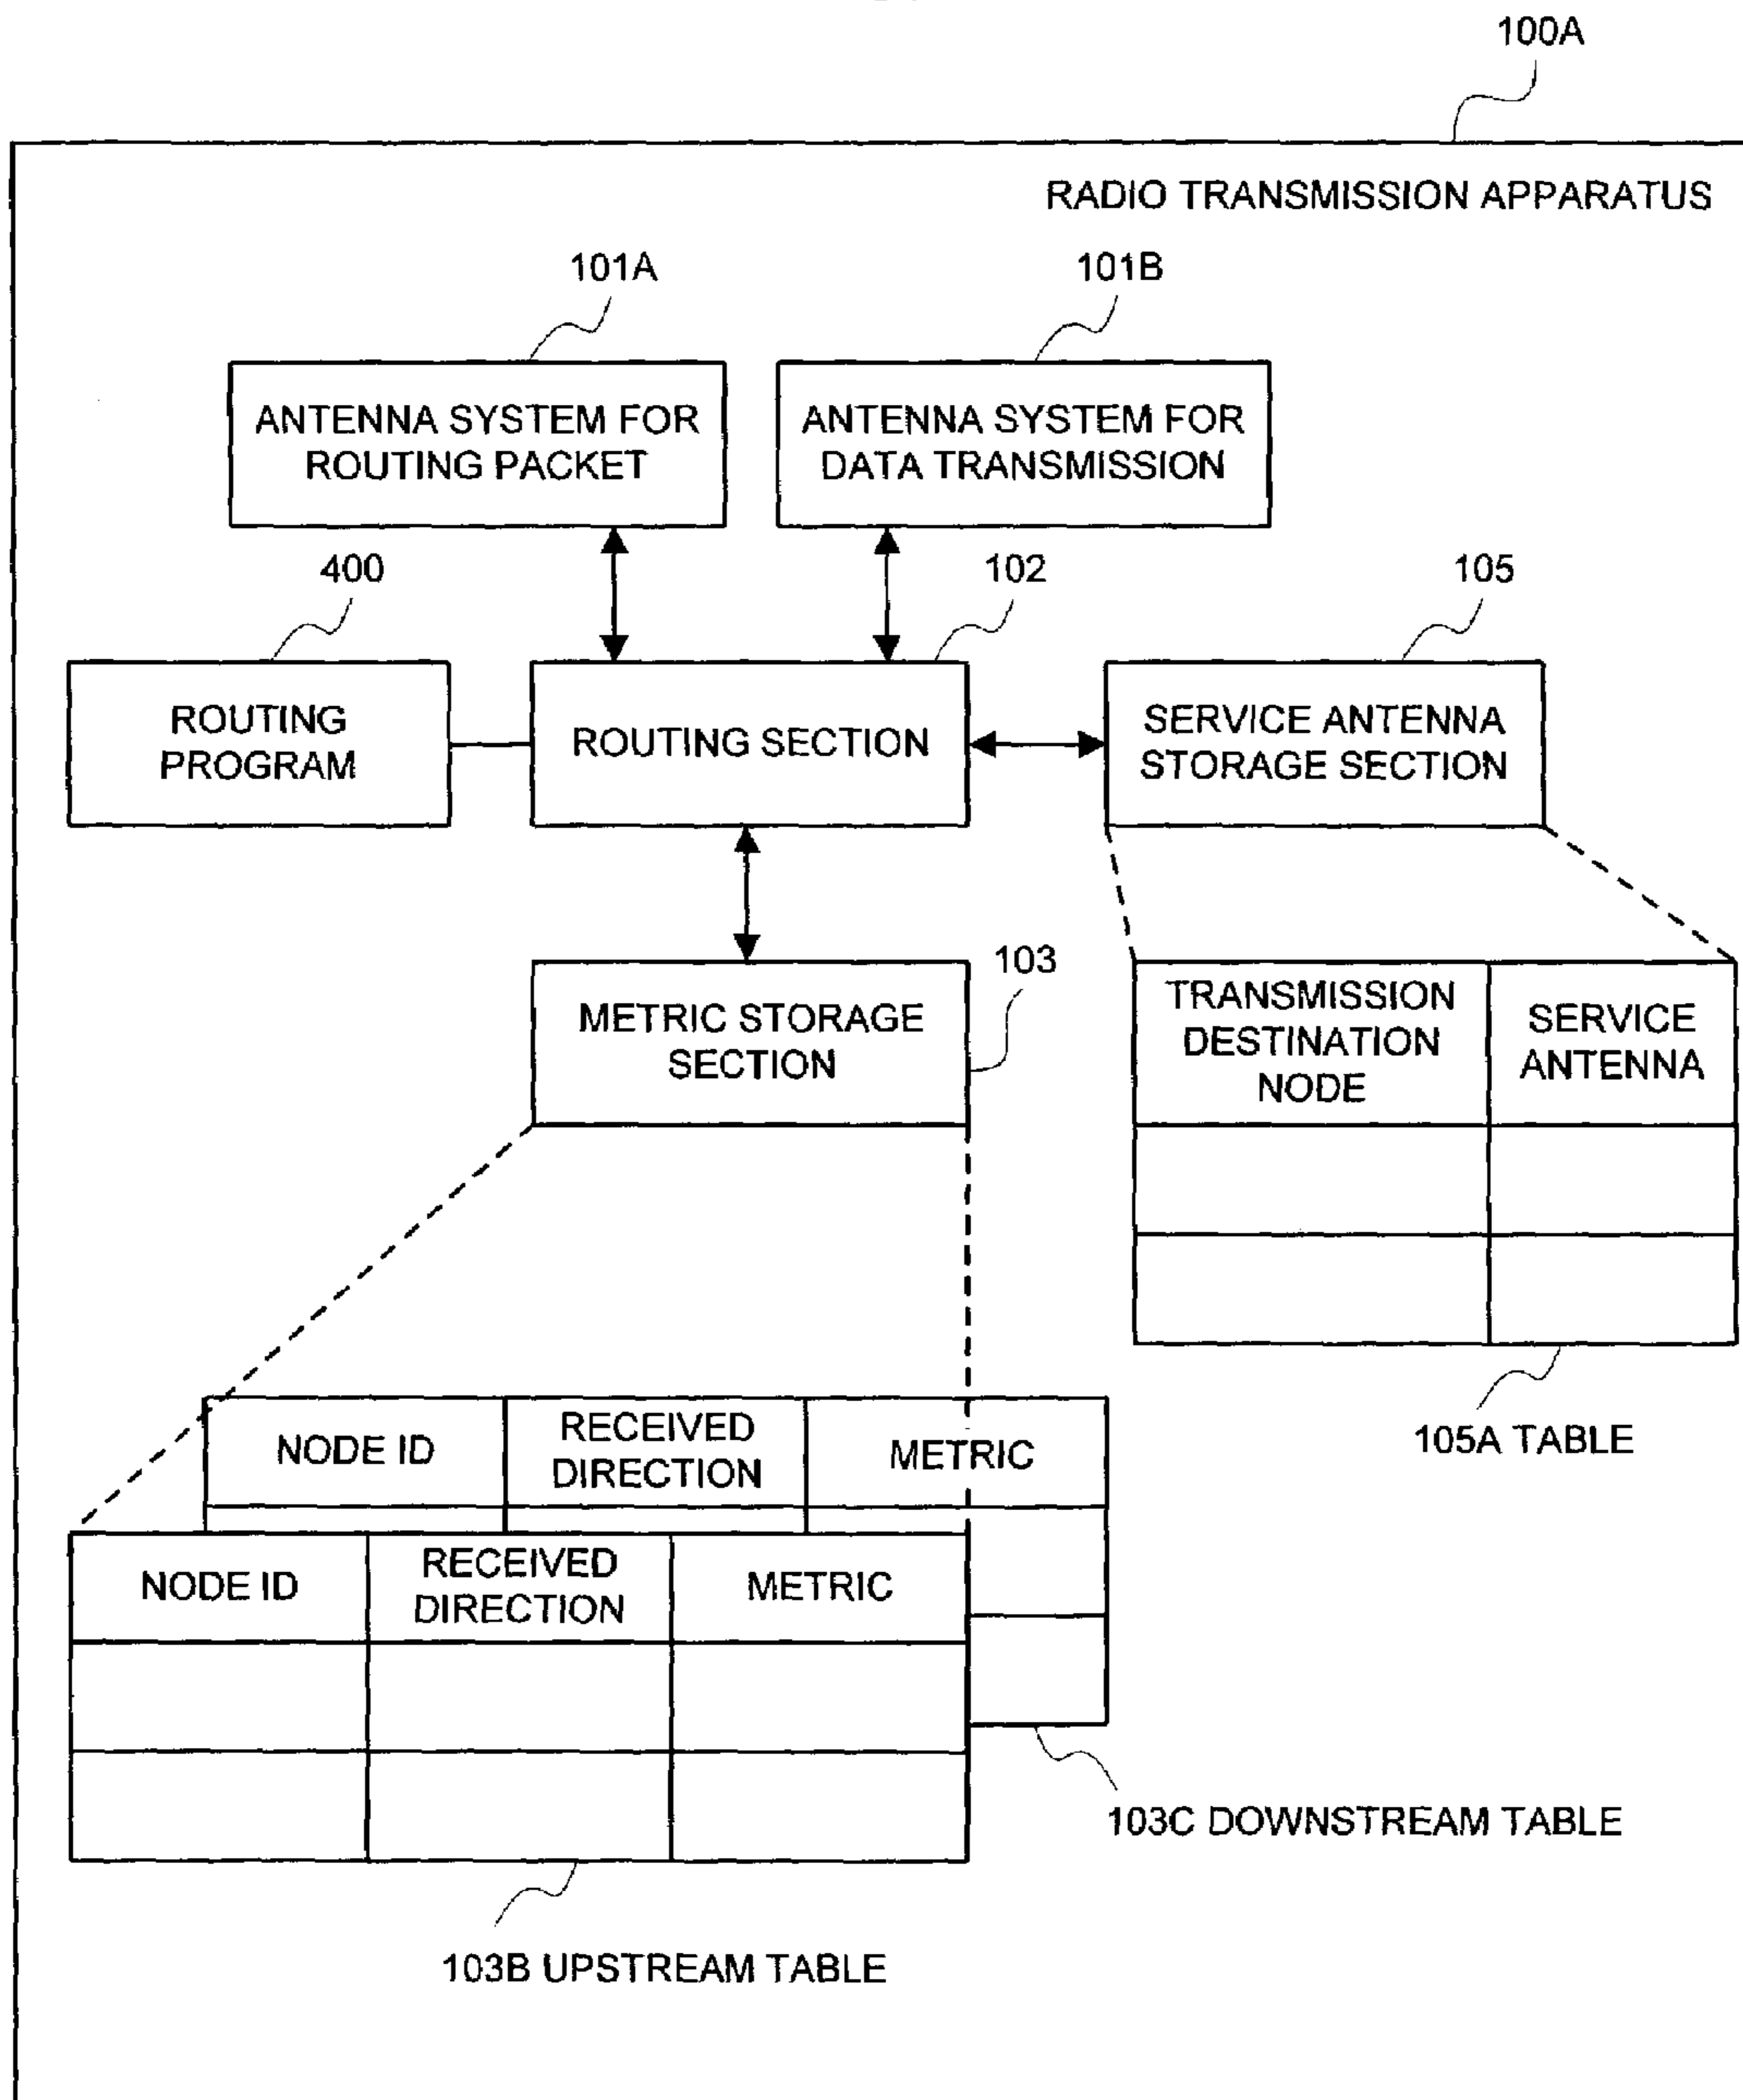 100A
RADIO TRANSMISSION APPARATUS
101A
101B
ANTENNA SYSTEM FOR
ROUTING PACKET
ANTENNA SYSTEM FOR
DATA TRANSMISSION
400
102
105
ROUTING
PROGRAM
ROUTING SECTION
SERVICE ANTENNA
STORAGE SECTION
103
METRIC STORAGE
SECTION
TRANSMISSION
DESTINATION
NODE
SERVICE
ANTENNA
105A TABLE
NODE ID
RECEIVED
DIRECTION
METRIC
NODE ID
RECEIVED
DIRECTION
METRIC
103C DOWNSTREAM TABLE
103B UPSTREAM TABLE